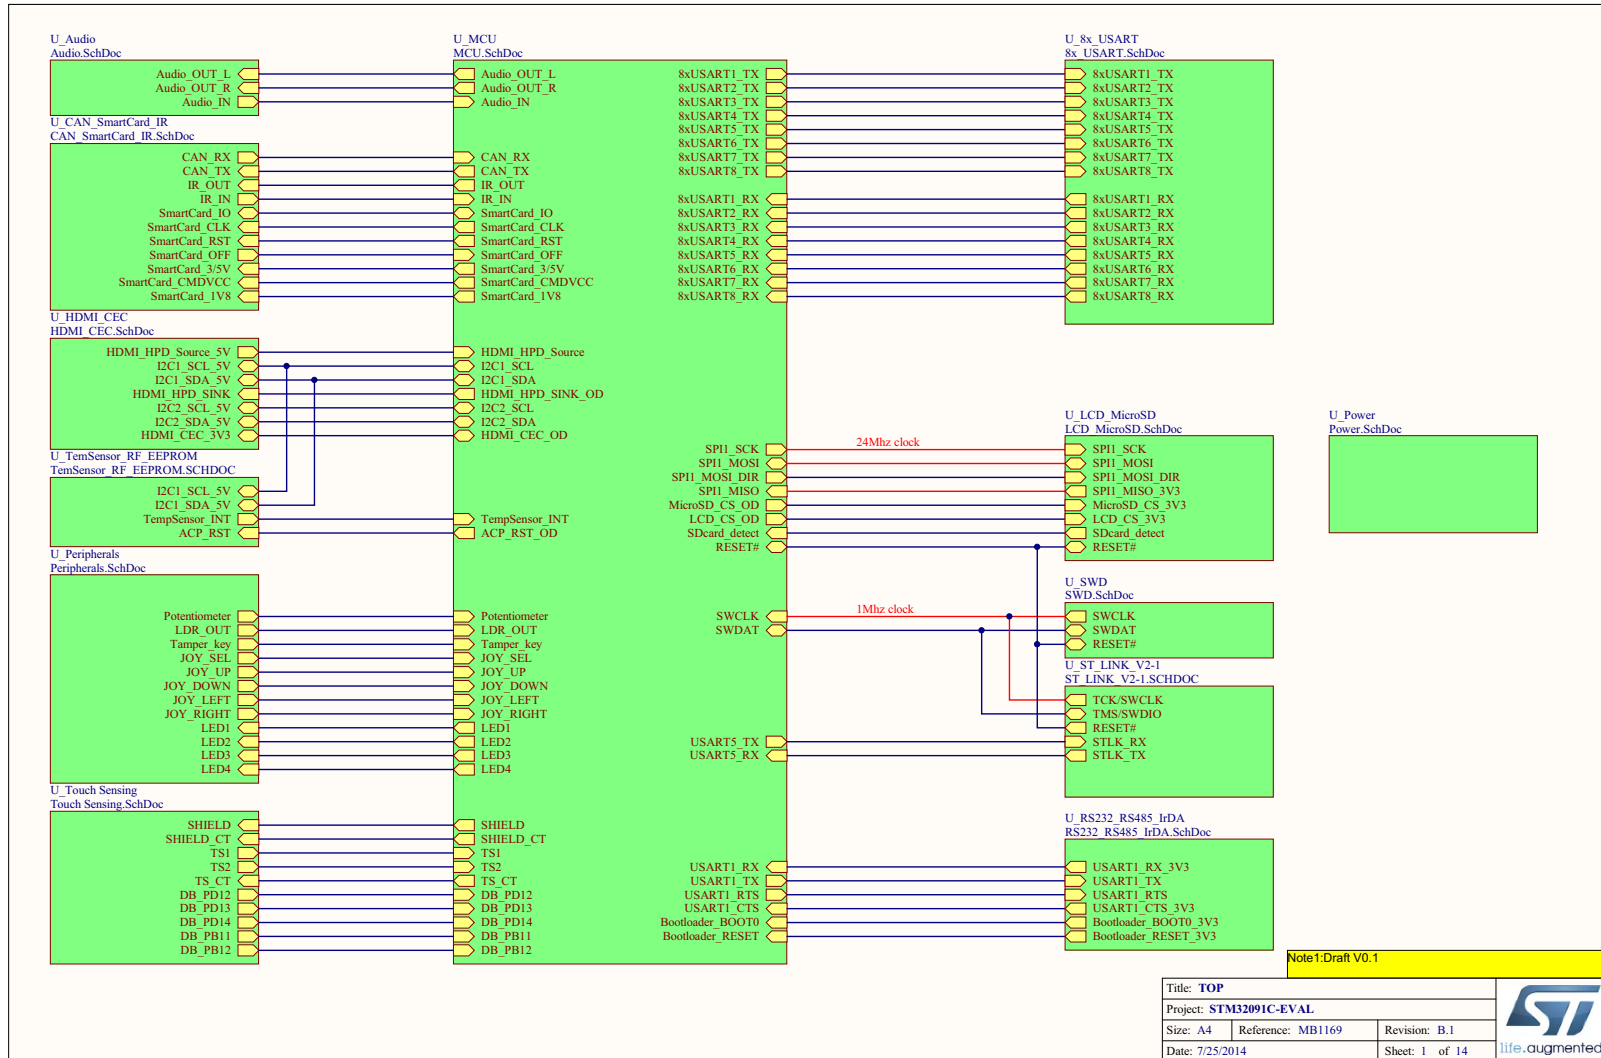 U_Audio
Audio.SchDoc
Audio_OUT_L
Audio_OUT_R
Audio_IN
U_CAN_SmartCard_IR
CAN_SmartCard_IR.SchDoc
CAN_RX
CAN_TX
IR_OUT
IR_IN
SmartCard_IO
SmartCard_CLK
SmartCard_RST
SmartCard_OFF
SmartCard_3/5V
SmartCard_CMDVCC
SmartCard_1V8
U_HDMI_CEC
HDMI_CEC.SchDoc
HDMI_HPD_Source_5V
I2C1_SCL_5V
I2C1_SDA_5V
HDMI_HPD_SINK
I2C2_SCL_5V
I2C2_SDA_5V
HDMI_CEC_3V3
U_TemSensor_RF_EEPROM
TemSensor_RF_EEPROM.SCHDOC
I2C1_SCL_5V
I2C1_SDA_5V
TempSensor_INT
ACP_RST
U_Peripherals
Peripherals.SchDoc
Potentiometer
LDR_OUT
Tamper_key
JOY_SEL
JOY_UP
JOY_DOWN
JOY_LEFT
JOY_RIGHT
LED1
LED2
LED3
LED4
U_Touch Sensing
Touch Sensing.SchDoc
SHIELD
SHIELD_CT
TS1
TS2
TS_CT
DB_PD12
DB_PD13
DB_PD14
DB_PB11
DB_PB12
U_MCU
MCU.SchDoc
Audio_OUT_L
Audio_OUT_R
Audio_IN
CAN_RX
CAN_TX
IR_OUT
IR_IN
SmartCard_IO
SmartCard_CLK
SmartCard_RST
SmartCard_OFF
SmartCard_3/5V
SmartCard_CMDVCC
SmartCard_1V8
HDMI_HPD_Source
I2C1_SCL
I2C1_SDA
HDMI_HPD_SINK_OD
I2C2_SCL
I2C2_SDA
HDMI_CEC_OD
TempSensor_INT
ACP_RST_OD
Potentiometer
LDR_OUT
Tamper_key
JOY_SEL
JOY_UP
JOY_DOWN
JOY_LEFT
JOY_RIGHT
LED1
LED2
LED3
LED4
SHIELD
SHIELD_CT
TS1
TS2
TS_CT
DB_PD12
DB_PD13
DB_PD14
DB_PB11
DB_PB12
8xUSART1_TX
8xUSART2_TX
8xUSART3_TX
8xUSART4_TX
8xUSART5_TX
8xUSART6_TX
8xUSART7_TX
8xUSART8_TX
8xUSART1_RX
8xUSART2_RX
8xUSART3_RX
8xUSART4_RX
8xUSART5_RX
8xUSART6_RX
8xUSART7_RX
8xUSART8_RX
SPI1_SCK
SPI1_MOSI
SPI1_MOSI_DIR
SPI1_MISO
MicroSD_CS_OD
LCD_CS_OD
SDcard_detect
RESET#
SWCLK
SWDAT
USART5_TX
USART5_RX
USART1_RX
USART1_TX
USART1_RTS
USART1_CTS
Bootloader_BOOT0
Bootloader_RESET
24Mhz clock
1Mhz clock
U_8x_USART
8x_USART.SchDoc
8xUSART1_TX
8xUSART2_TX
8xUSART3_TX
8xUSART4_TX
8xUSART5_TX
8xUSART6_TX
8xUSART7_TX
8xUSART8_TX
8xUSART1_RX
8xUSART2_RX
8xUSART3_RX
8xUSART4_RX
8xUSART5_RX
8xUSART6_RX
8xUSART7_RX
8xUSART8_RX
U_LCD_MicroSD
LCD_MicroSD.SchDoc
SPI1_SCK
SPI1_MOSI
SPI1_MOSI_DIR
SPI1_MISO_3V3
MicroSD_CS_3V3
LCD_CS_3V3
SDcard_detect
RESET#
U_SWD
SWD.SchDoc
SWCLK
SWDAT
RESET#
U_ST_LINK_V2-1
ST_LINK_V2-1.SCHDOC
TCK/SWCLK
TMS/SWDIO
RESET#
STLK_RX
STLK_TX
U_RS232_RS485_IrDA
RS232_RS485_IrDA.SchDoc
USART1_RX_3V3
USART1_TX
USART1_RTS
USART1_CTS_3V3
Bootloader_BOOT0_3V3
Bootloader_RESET_3V3
U_Power
Power.SchDoc
Note1:Draft V0.1
Title: TOP
Project: STM32091C-EVAL
Size: A4 Reference: MB1169 Revision: B.1
Date: 7/25/2014 Sheet: 1 of 14
ST
life.augmented